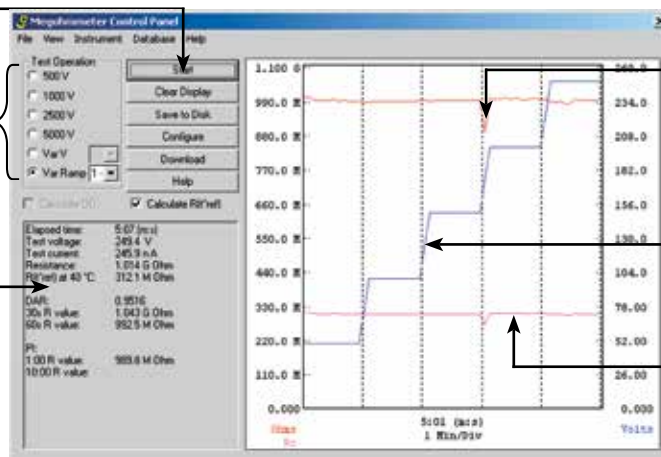 Megohmmeter Control Panel
File View Instrument Database Help
Test Operation
500 V
1000 V
2500 V
5000 V
Var V
Var Ramp 1
Start
Clear Display
Save to Disk
Configure
Download
Help
Calculate DD
Calculate R(t°ref)
Elapsed time: 5:07 (m:s)
Test voltage: 249.4 V
Test current: 245.9 nA
Resistance: 1.014 G Ohm
R(t°ref) at 40 °C: 312.1 M Ohm
DAR: 0.9516
30s R value: 1.043 G Ohm
60s R value: 992.5 M Ohm
PI:
1:00 R value: 989.8 M Ohm
10:00 R value:
1.100 G
990.0 M
880.0 M
770.0 M
660.0 M
550.0 M
440.0 M
330.0 M
220.0 M
110.0 M
0.000
260.0
234.0
208.0
182.0
156.0
130.0
104.0
78.00
52.00
26.00
0.000
Ohms
5:01 (m:s)
1 Min/Div
Volts